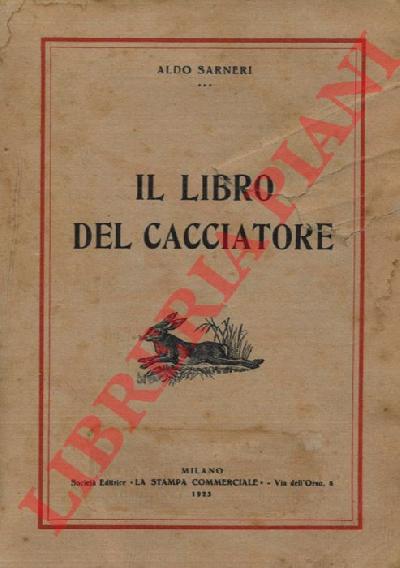 ALDO SARNERI
IL LIBRO
DEL CACCIATORE
MILANO
Società Editrice "LA STAMPA COMMERCIALE" - Via dell'Orso, 8
1923
LIBRERIA PIANI